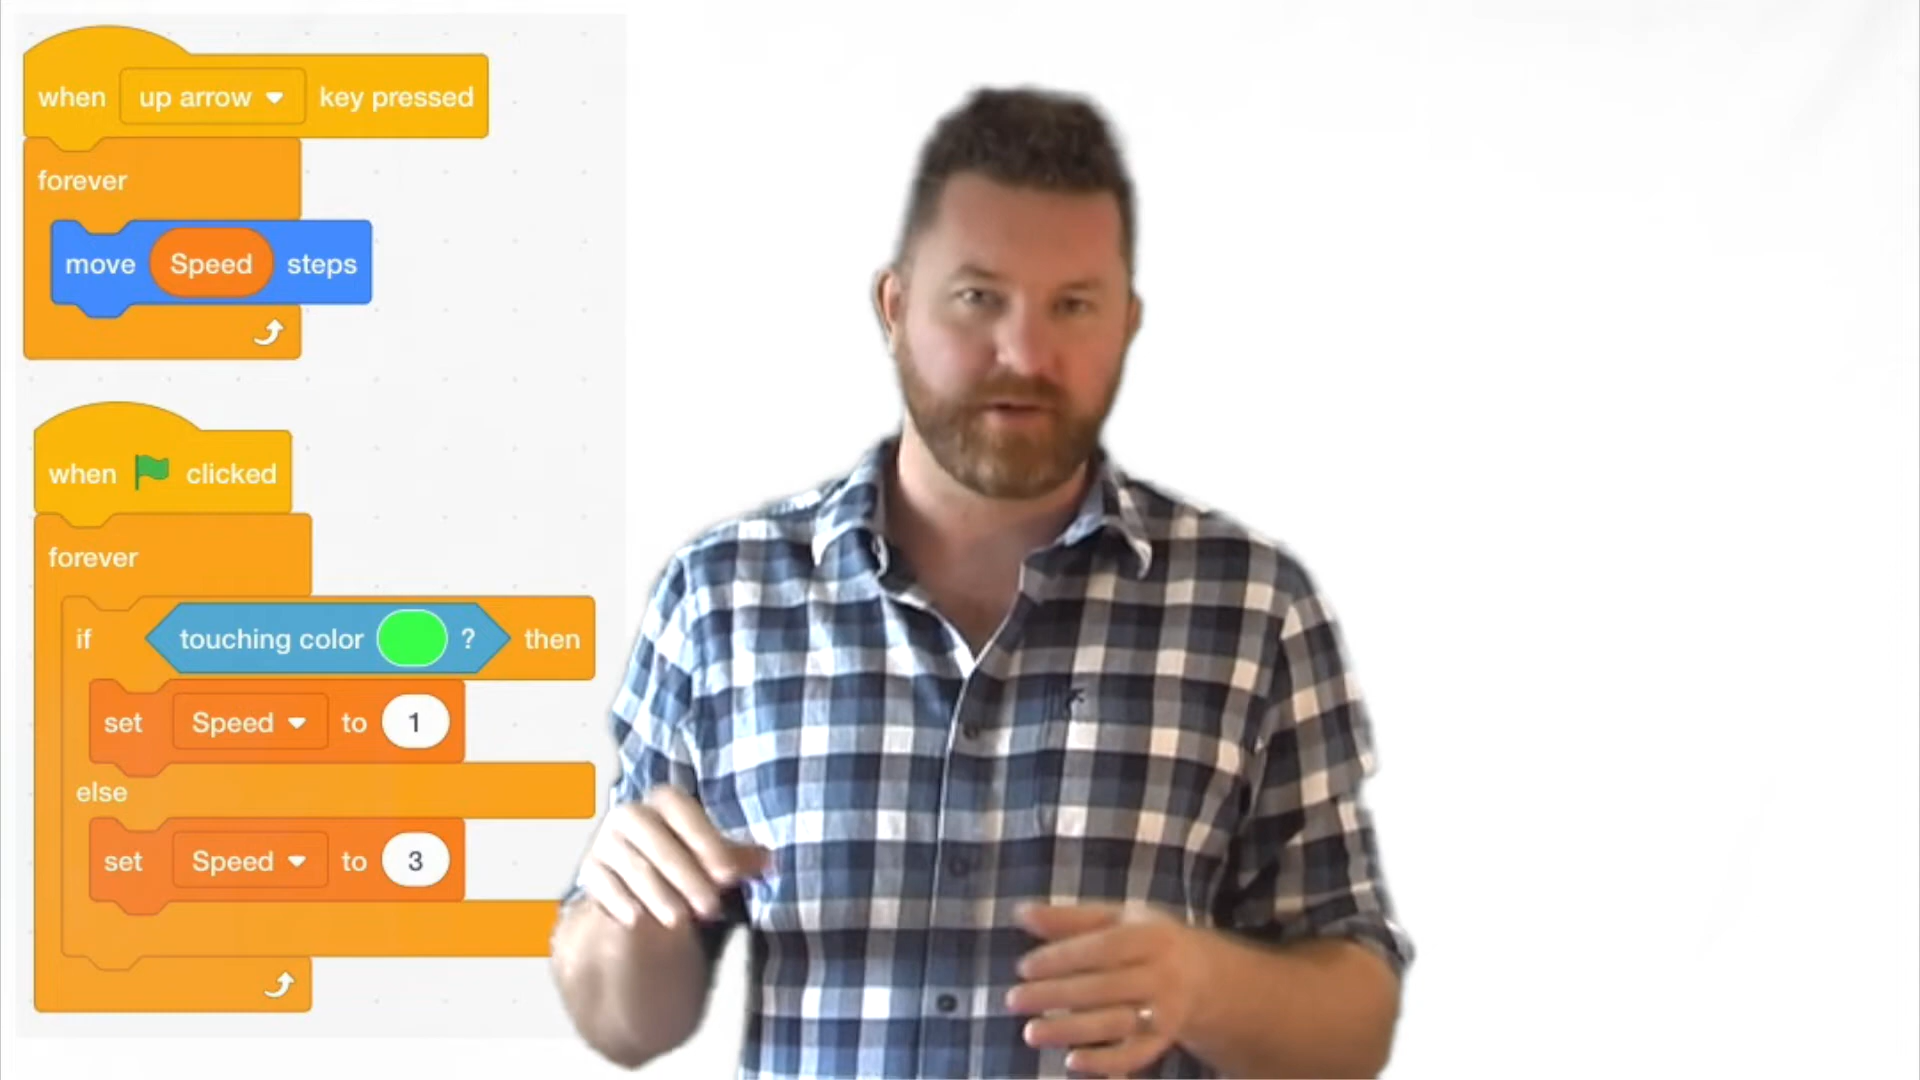 when up arrow key pressed
forever
move Speed steps
when clicked
forever
if touching color ? then
set Speed to 1
else
set Speed to 3